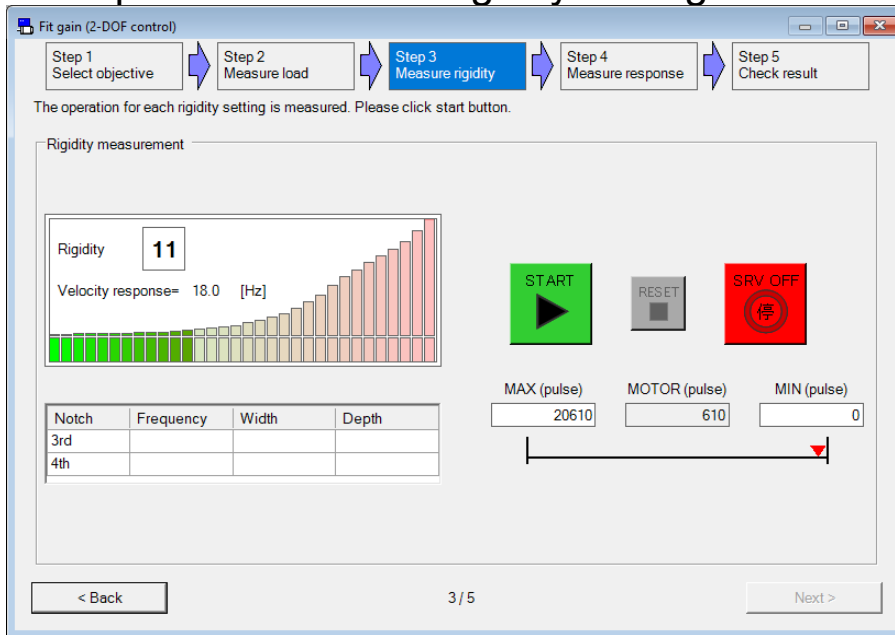 Fit gain (2-DOF control)
Step 1
Select objective
Step 2
Measure load
Step 3
Measure rigidity
Step 4
Measure response
Step 5
Check result
The operation for each rigidity setting is measured. Please click start button.
Rigidity measurement
Rigidity 11
Velocity response= 18.0 [Hz]
START
RESET
SRV OFF
停
MAX (pulse) MOTOR (pulse) MIN (pulse)
20610 610 0
Notch Frequency Width Depth
3rd
4th
< Back 3 / 5 Next >